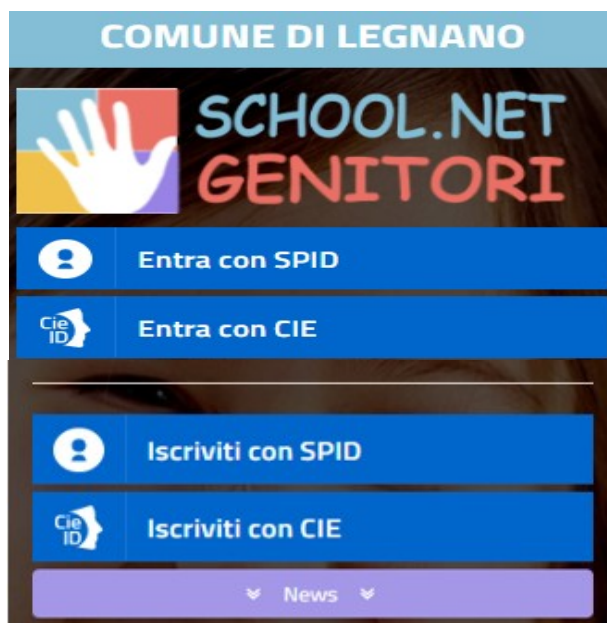 COMUNE DI LEGNANO
SCHOOL.NET
GENITORI
Entra con SPID
Cie
ID
Entra con CIE
Iscriviti con SPID
Cie
ID
Iscriviti con CIE
News